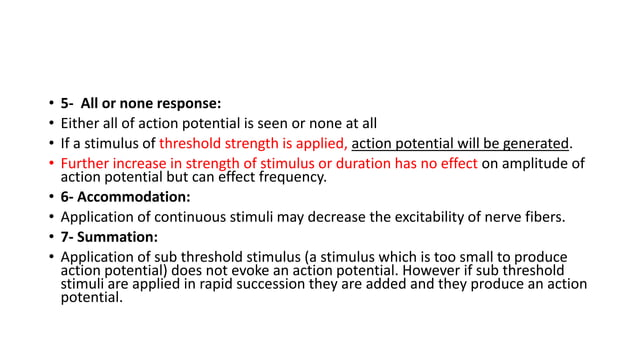 • 5-  All or none response:
• Either all of action potential is seen or none at all
• If a stimulus of threshold strength is applied, action potential will be generated.
• Further increase in strength of stimulus or duration has no effect on amplitude of
action potential but can effect frequency.
• 6- Accommodation:
• Application of continuous stimuli may decrease the excitability of nerve fibers.
• 7- Summation:
• Application of sub threshold stimulus (a stimulus which is too small to produce
action potential) does not evoke an action potential. However if sub threshold
stimuli are applied in rapid succession they are added and they produce an action
potential.